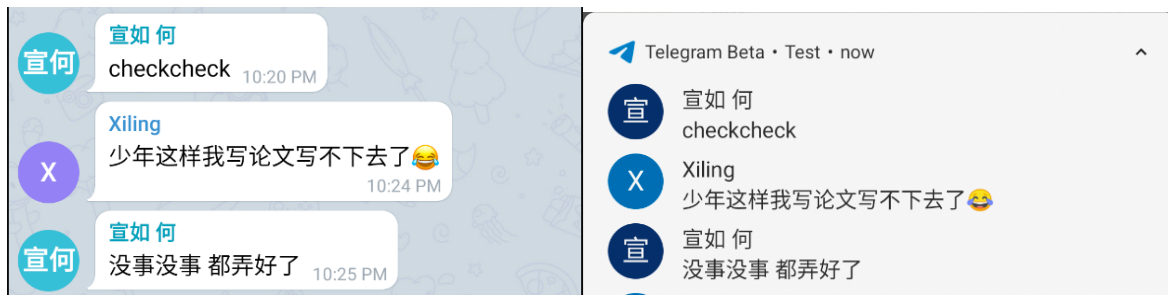 宣如 何
宣何
checkcheck 10:20 PM
Xiling
X
少年这样我写论文写不下去了😂
10:24 PM
宣如 何
宣何
没事没事 都弄好了 10:25 PM
Telegram Beta • Test • now
宣
宣如 何
checkcheck
X
Xiling
少年这样我写论文写不下去了😂
宣
宣如 何
没事没事 都弄好了